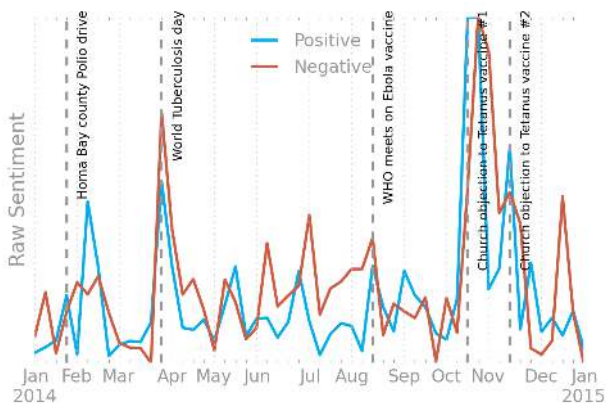 Positive
Negative
Homa Bay county Polio drive
World Tuberculosis day
WHO meets on Ebola vaccine
Church objection to Tetanus vaccine #1
Church objection to Tetanus vaccine #2
Raw Sentiment
Jan Feb Mar Apr May Jun Jul Aug Sep Oct Nov Dec Jan
2014 2015